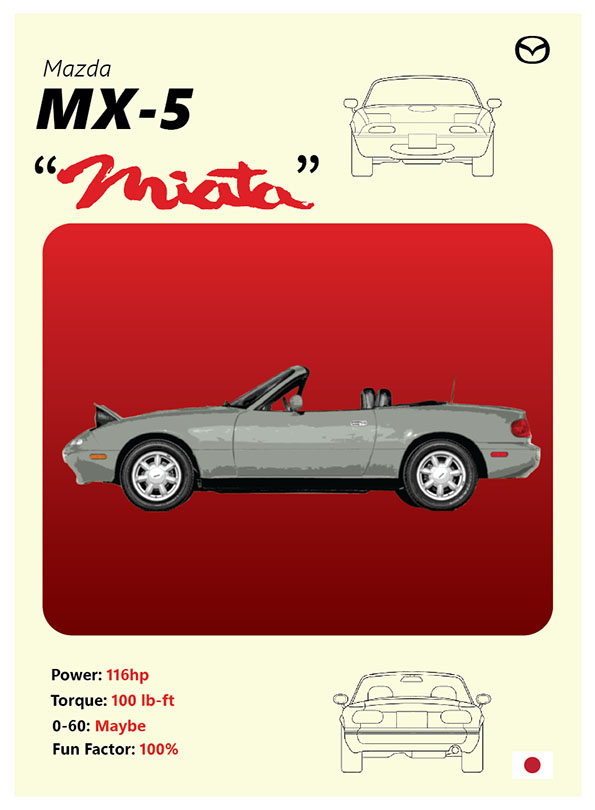 Mazda
MX-5
“Miata”
Power: 116hp
Torque: 100 lb-ft
0-60: Maybe
Fun Factor: 100%